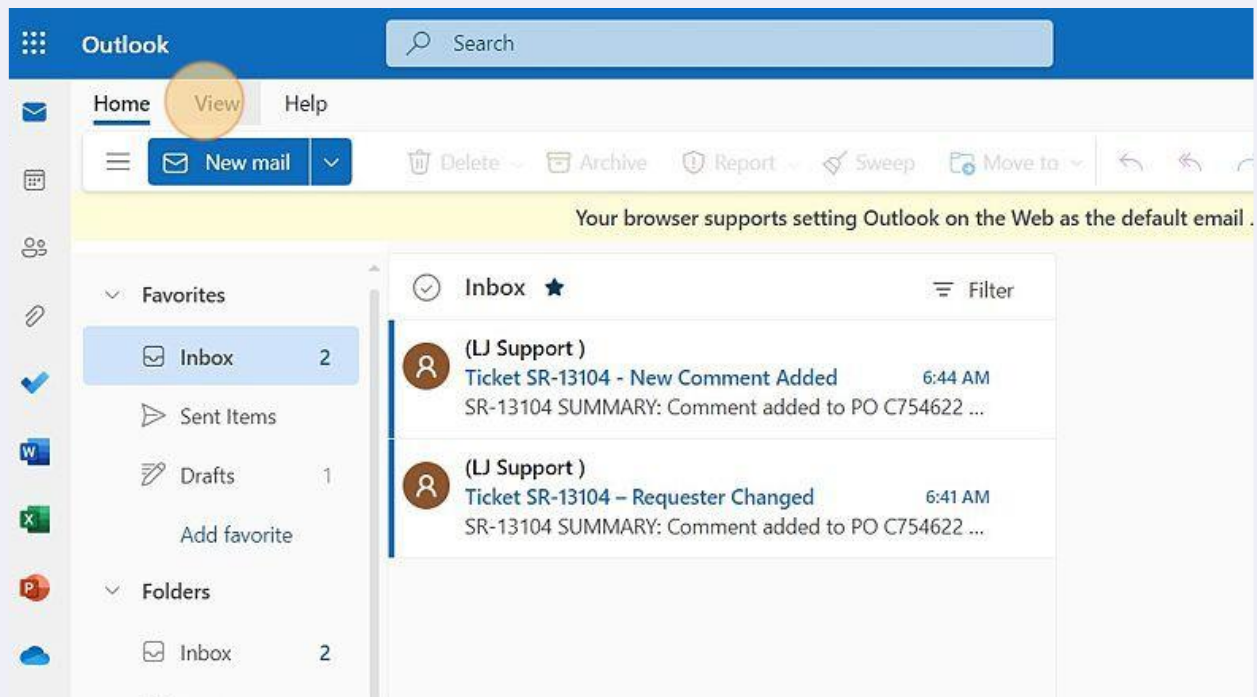 Outlook
Search
Home View Help
New mail Delete Archive Report Sweep Move to
Your browser supports setting Outlook on the Web as the default email .
Favorites
Inbox 2
Sent Items
Drafts 1
Add favorite
Folders
Inbox 2
Inbox Filter
(LJ Support )
Ticket SR-13104 - New Comment Added 6:44 AM
SR-13104 SUMMARY: Comment added to PO C754622 ...
(LJ Support )
Ticket SR-13104 – Requester Changed 6:41 AM
SR-13104 SUMMARY: Comment added to PO C754622 ...
W
X
P